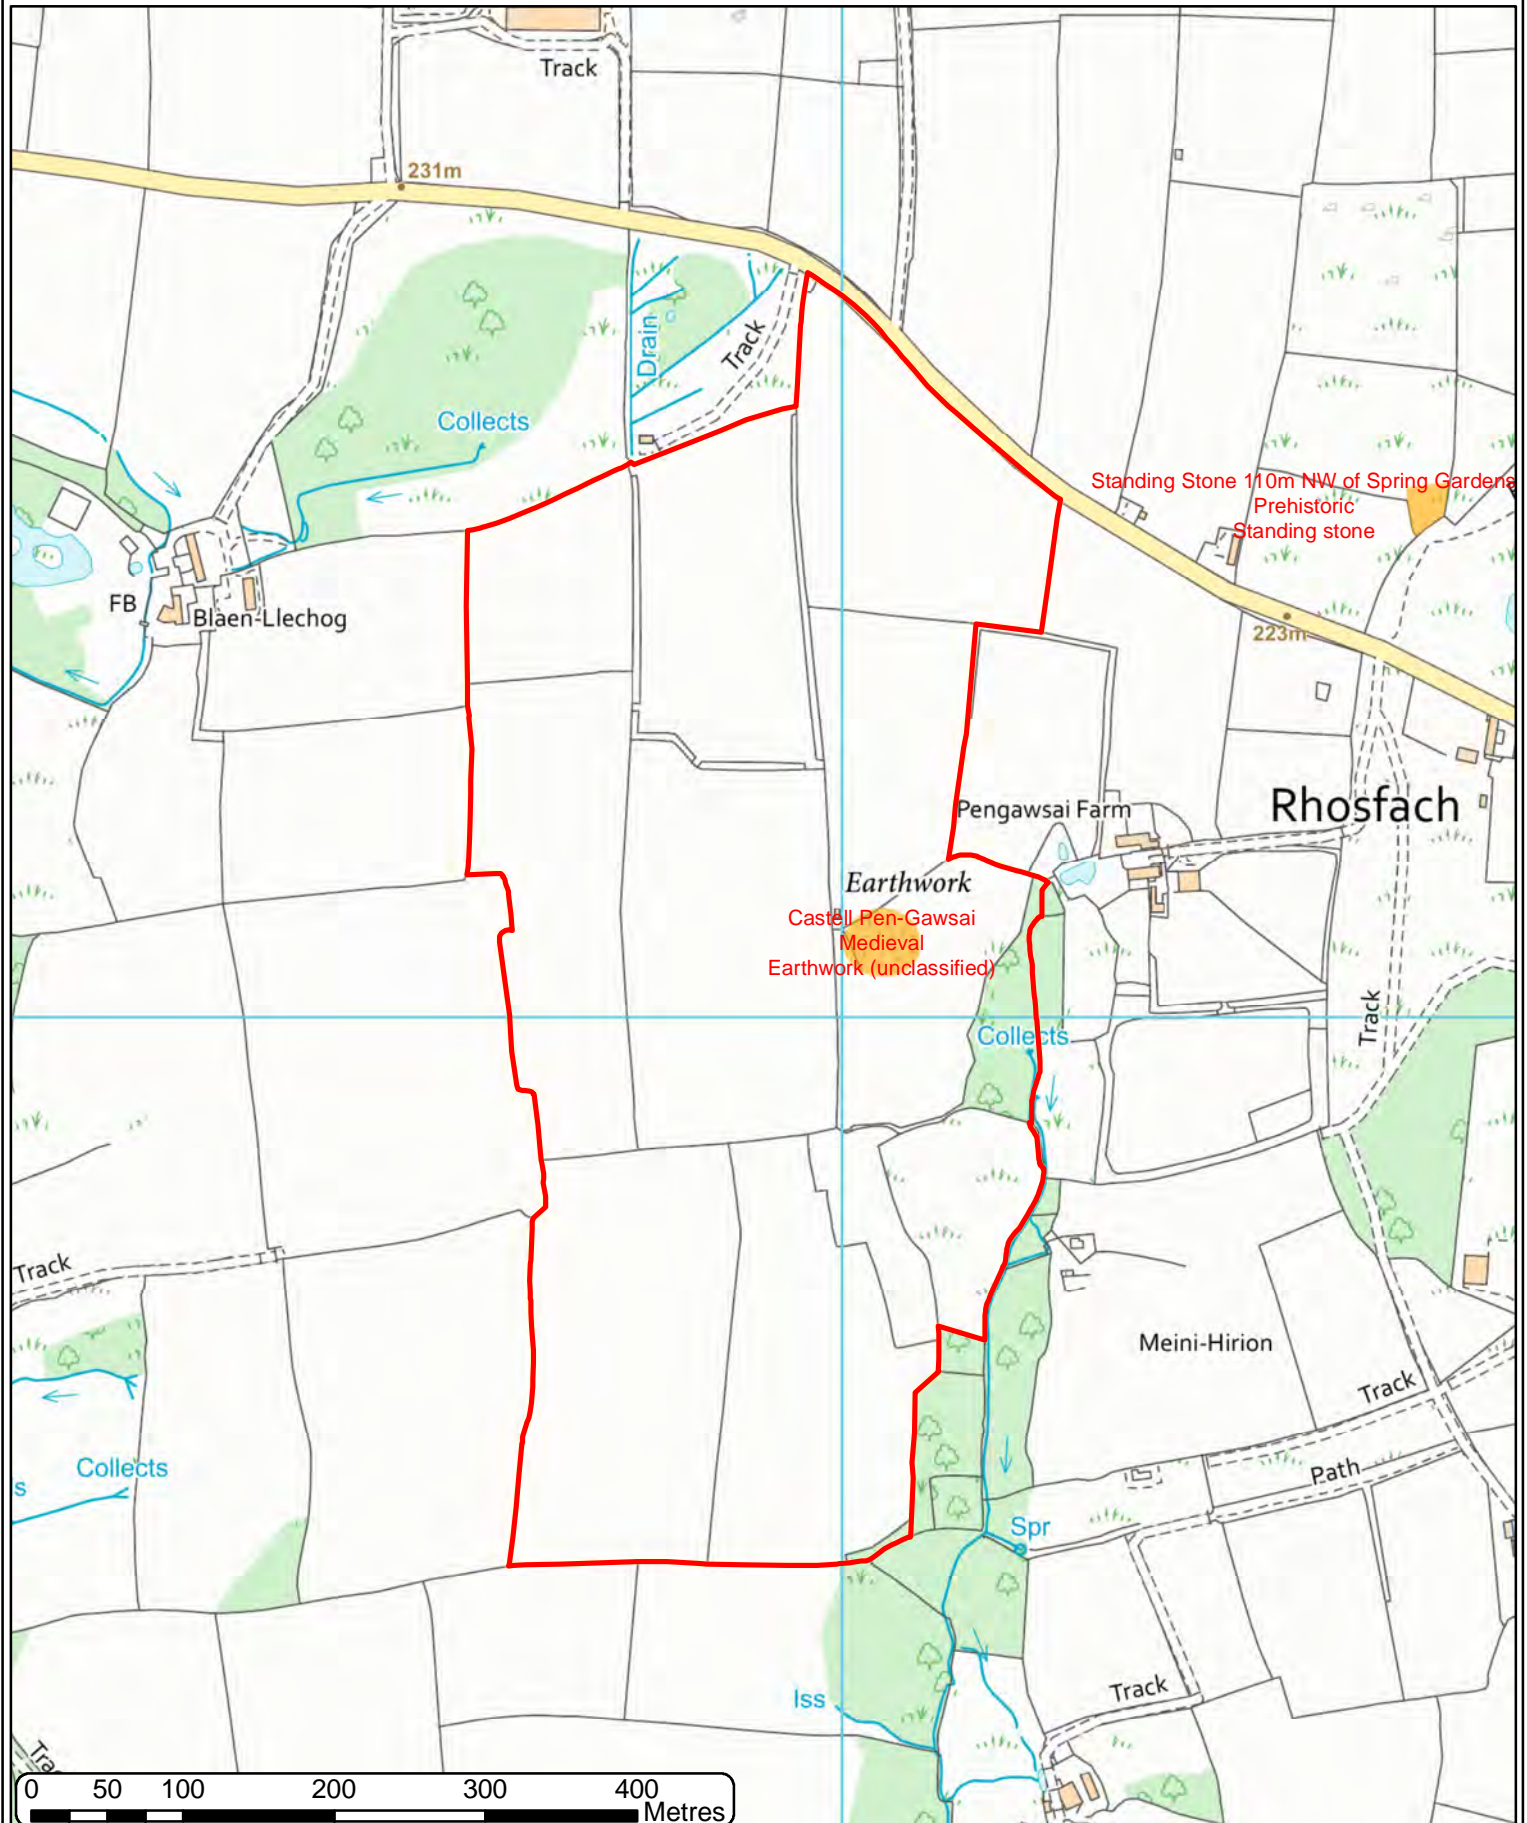 Track
231m
Drain
Track
Collects
Standing Stone 110m NW of Spring Gardens
Prehistoric
Standing stone
FB
Blaen-Llechog
223m
Pengawsai Farm
Rhosfach
Earthwork
Castell Pen-Gawsai
Medieval
Earthwork (unclassified)
Track
Collects
Track
Meini-Hirion
Track
Collects
s
Path
Spr
Iss
Track
Tra
0 50 100 200 300 400
Metres